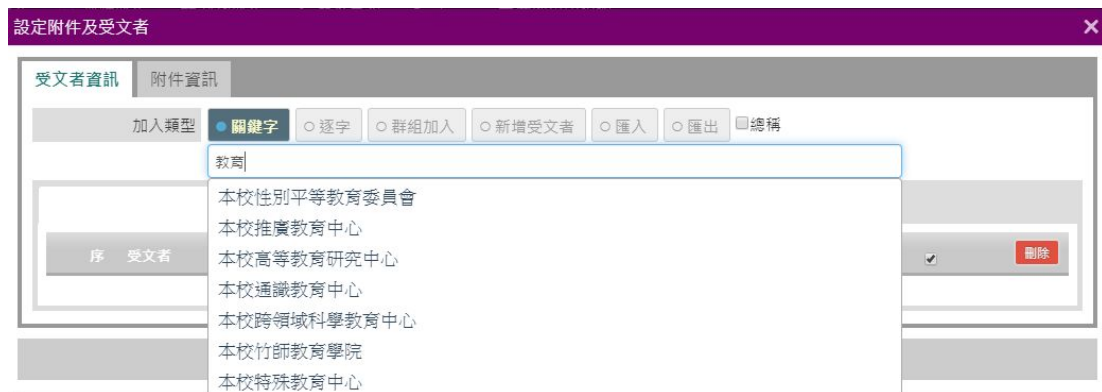 設定附件及受文者 ×
受文者資訊 附件資訊
加入類型 關鍵字 逐字 群組加入 新增受文者 匯入 匯出 總稱
教育
本校性別平等教育委員會
本校推廣教育中心
本校高等教育研究中心
序 受文者 刪除
本校通識教育中心
本校跨領域科學教育中心
本校竹師教育學院
本校特殊教育中心